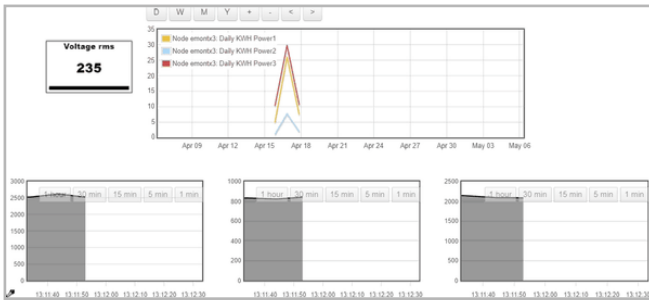 D W M Y + - < >
Voltage rms
235
35
30
25
20
15
10
5
0
Node emontx3: Daily KWH Power1
Node emontx3: Daily KWH Power2
Node emontx3: Daily KWH Power3
Apr 09 Apr 12 Apr 15 Apr 18 Apr 21 Apr 24 Apr 27 Apr 30 May 03 May 06
3000
2500
2000
1500
1000
500
0
1 hour 30 min 15 min 5 min 1 min
13:11:40 13:11:50 13:12:00 13:12:10 13:12:20 13:12:30
1000
800
600
400
200
0
1 hour 30 min 15 min 5 min 1 min
13:11:40 13:11:50 13:12:00 13:12:10 13:12:20 13:12:30
2500
2000
1500
1000
500
0
1 hour 30 min 15 min 5 min 1 min
13:11:40 13:11:50 13:12:00 13:12:10 13:12:20 13:12:30